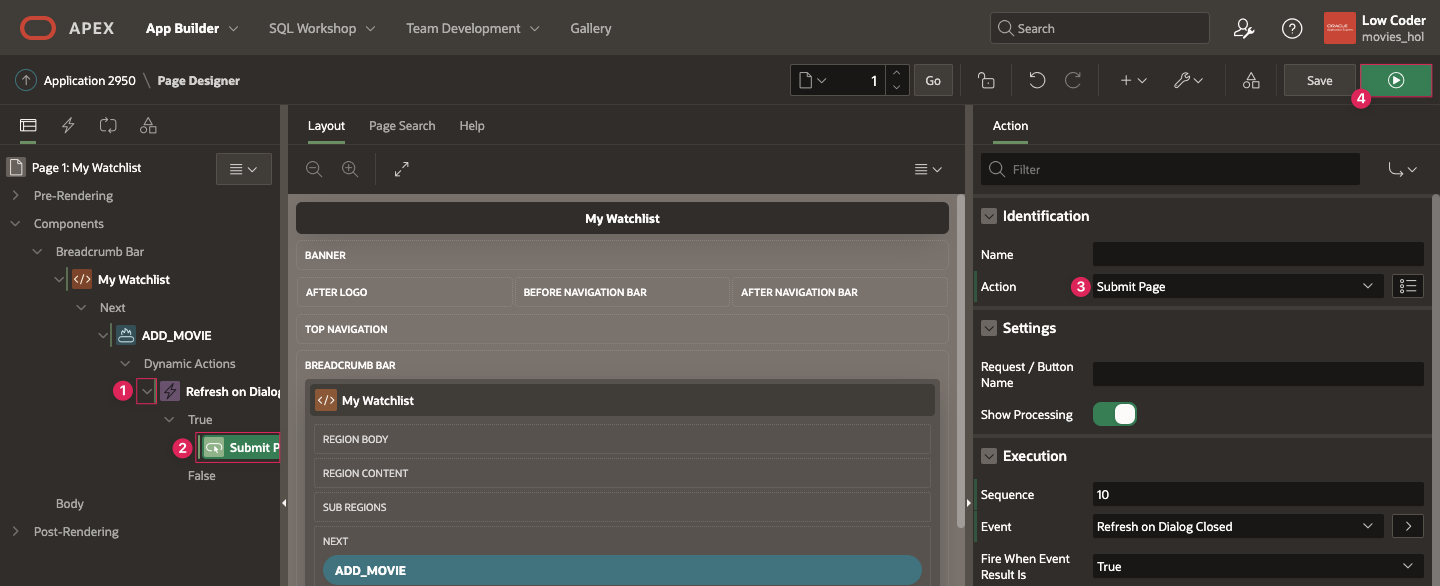 APEX
App Builder
SQL Workshop
Team Development
Gallery
Search
Low Coder
movies_hol
Application 2950 \ Page Designer
1
Go
Save
4
Page 1: My Watchlist
Pre-Rendering
Components
Breadcrumb Bar
</> My Watchlist
Next
ADD_MOVIE
Dynamic Actions
1
Refresh on Dialog
True
2
Submit P
False
Body
Post-Rendering
Layout
Page Search
Help
My Watchlist
BANNER
AFTER LOGO
BEFORE NAVIGATION BAR
AFTER NAVIGATION BAR
TOP NAVIGATION
BREADCRUMB BAR
</> My Watchlist
REGION BODY
REGION CONTENT
SUB REGIONS
NEXT
ADD_MOVIE
Action
Filter
Identification
Name
Action
3
Submit Page
Settings
Request / Button
Name
Show Processing
Execution
Sequence
10
Event
Refresh on Dialog Closed
Fire When Event
Result Is
True